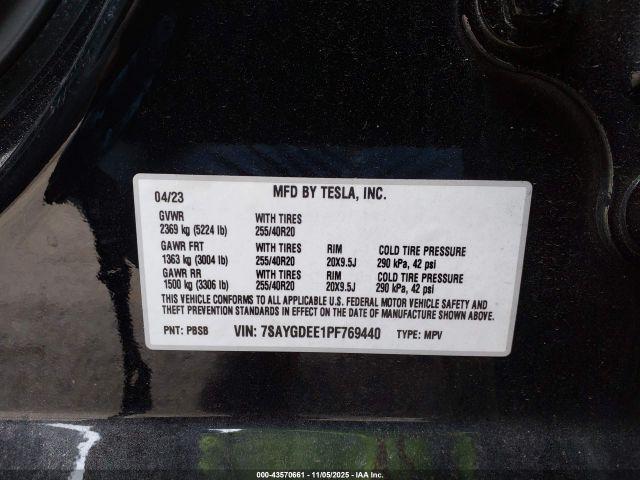 04/23 MFD BY TESLA, INC.
GVWR WITH TIRES
2369 kg (5224 lb) 255/40R20
GAWR FRT WITH TIRES RIM COLD TIRE PRESSURE
1363 kg (3004 lb) 255/40R20 20X9.5J 290 kPa, 42 psi
GAWR RR WITH TIRES RIM COLD TIRE PRESSURE
1500 kg (3306 lb) 255/40R20 20X9.5J 290 kPa, 42 psi
THIS VEHICLE CONFORMS TO ALL APPLICABLE U.S. FEDERAL MOTOR VEHICLE SAFETY AND
THEFT PREVENTION STANDARDS IN EFFECT ON THE DATE OF MANUFACTURE SHOWN ABOVE.
PNT: PBSB VIN: 7SAYGDEE1PF769440 TYPE: MPV
000-43570661 - 11/05/2025 - IAA